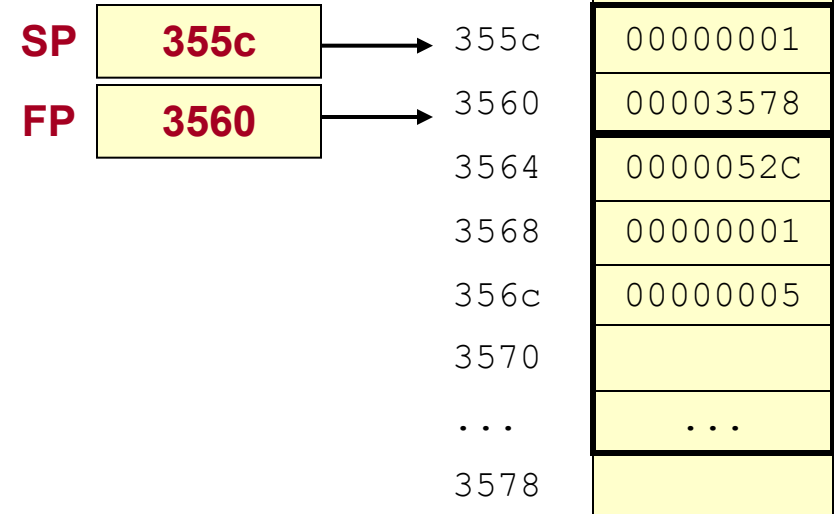 SP 355c 355c 00000001
FP 3560 3560 00003578
3564 0000052C
3568 00000001
356c 00000005
3570
... ...
3578